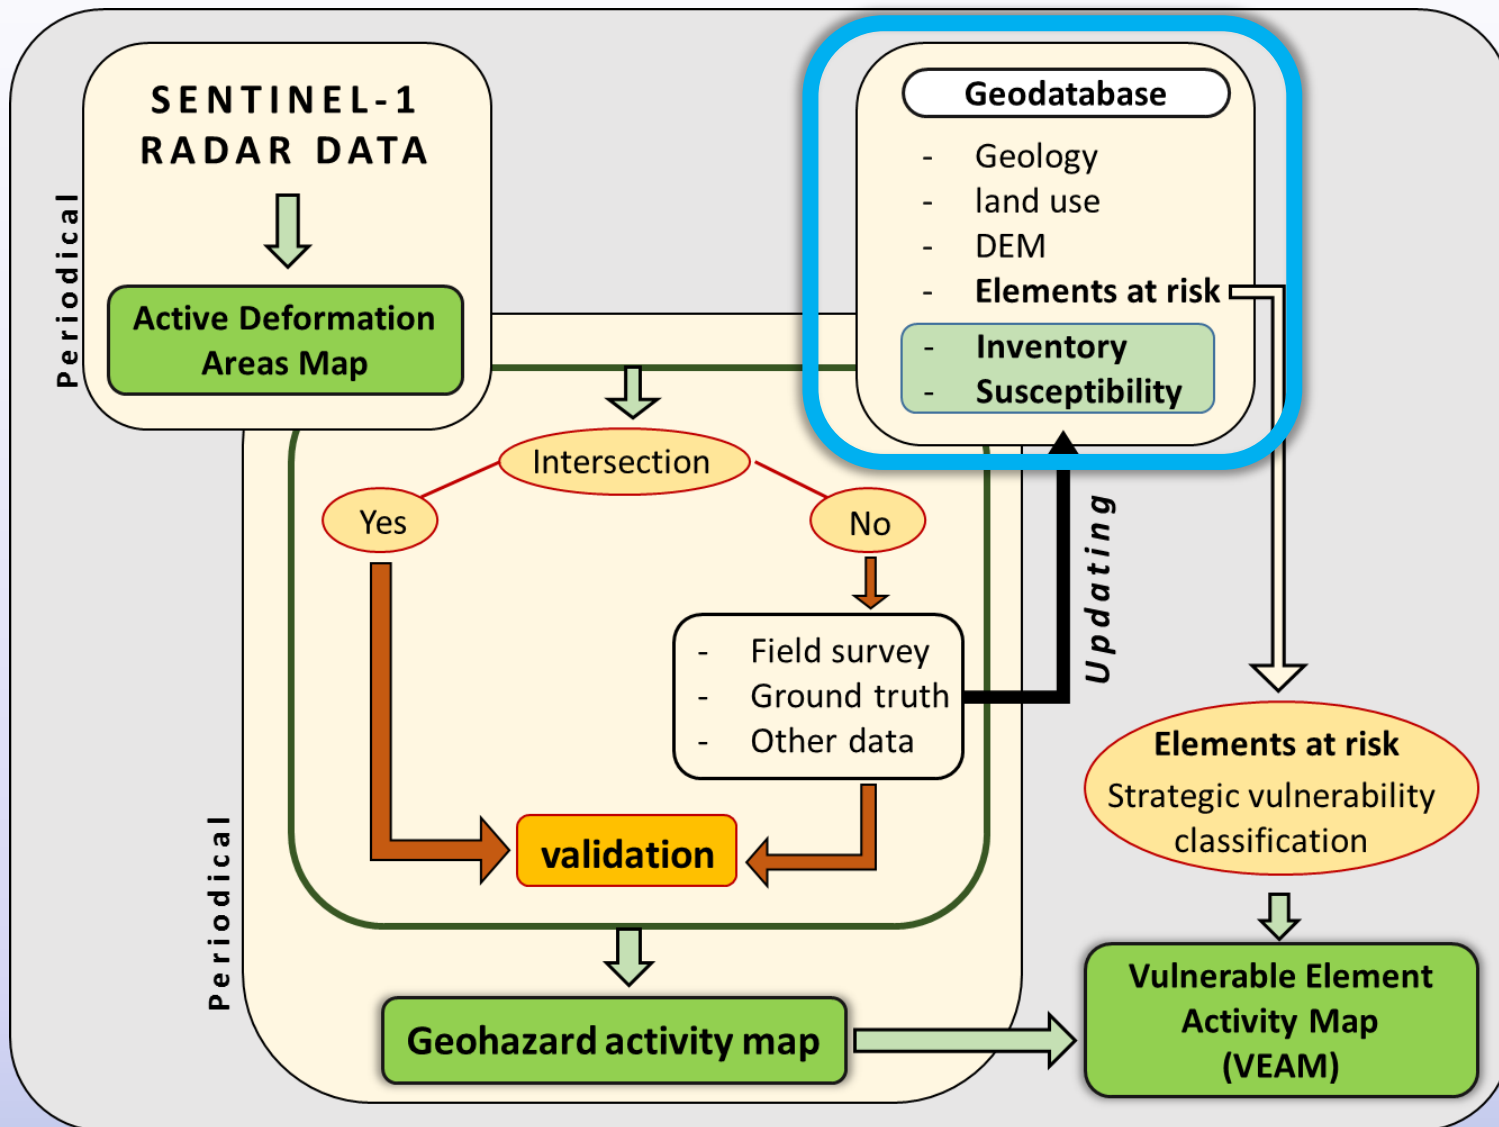 SENTINEL-1
RADAR DATA
Periodical
Active Deformation
Areas Map
Geodatabase
- Geology
- land use
- DEM
- Elements at risk
- Inventory
- Susceptibility
Intersection
Yes
No
- Field survey
- Ground truth
- Other data
Updating
validation
Periodical
Geohazard activity map
Elements at risk
Strategic vulnerability
classification
Vulnerable Element
Activity Map
(VEAM)